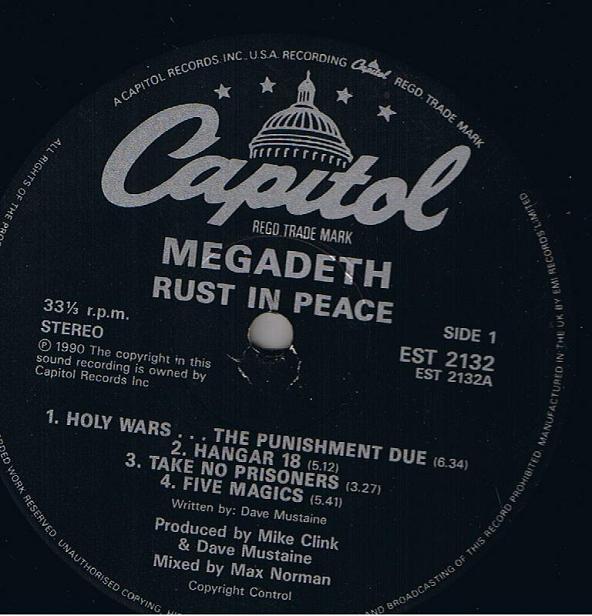 A CAPITOL RECORDS. INC., U.S.A. RECORDING Capitol REGD. TRADE MARK
Capitol
REGD. TRADE MARK
MEGADETH
RUST IN PEACE
33⅓ r.p.m.
STEREO
℗ 1990 The copyright in this
sound recording is owned by
Capitol Records Inc
SIDE 1
EST 2132
EST 2132A
1. HOLY WARS . . . THE PUNISHMENT DUE (6.34)
2. HANGAR 18 (5.12)
3. TAKE NO PRISONERS (3.27)
4. FIVE MAGICS (5.41)
Written by: Dave Mustaine
Produced by Mike Clink
& Dave Mustaine
Mixed by Max Norman
Copyright Control
MANUFACTURED IN THE UK BY EMI RECORDS LIMITED
ALL RIGHTS OF THE
WORK RESERVED. UNAUTHORISED COPYING,
AND BROADCASTING OF THIS RECORD PROHIBITED.